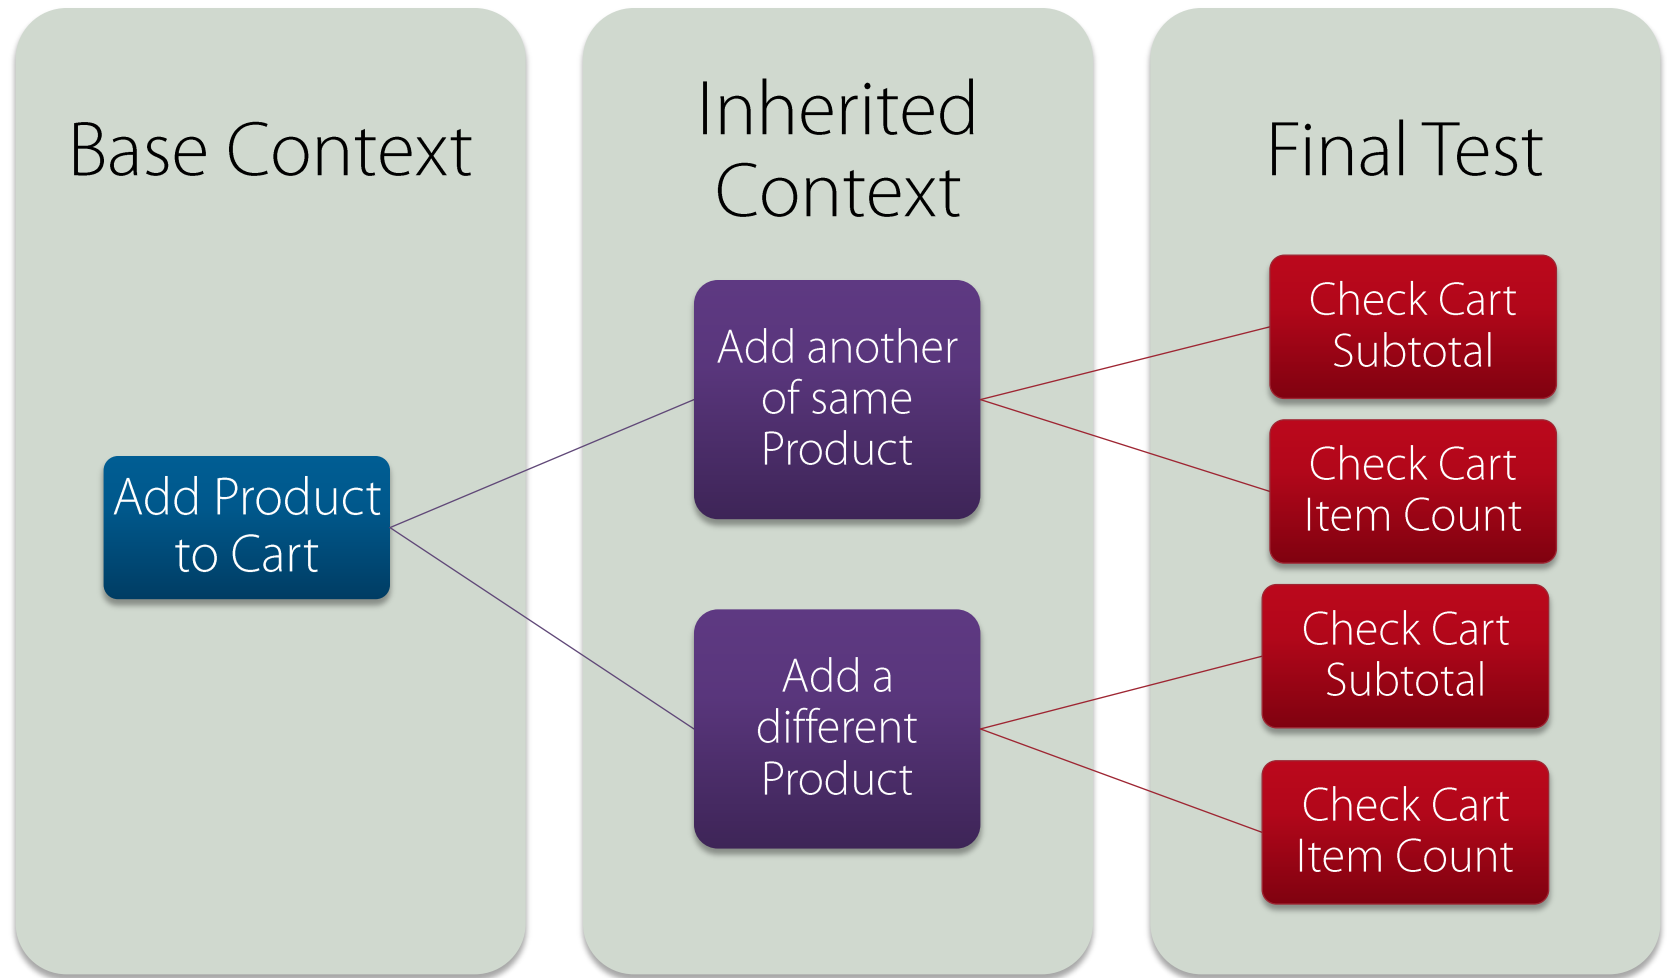 Base Context
Inherited
Context
Final Test
Add Product
to Cart
Add another
of same
Product
Add a
different
Product
Check Cart
Subtotal
Check Cart
Item Count
Check Cart
Subtotal
Check Cart
Item Count